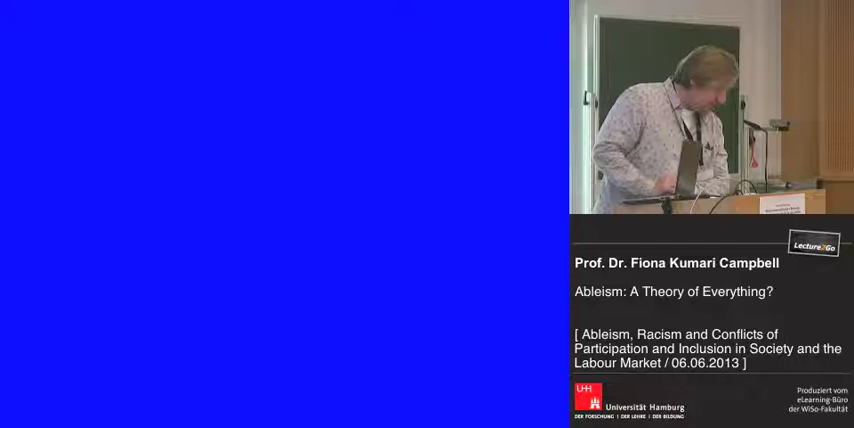 Lecture2Go
Prof. Dr. Fiona Kumari Campbell
Ableism: A Theory of Everything?
[ Ableism, Racism and Conflicts of
Participation and Inclusion in Society and the
Labour Market / 06.06.2013 ]
UHH
Universität Hamburg
DER FORSCHUNG | DER LEHRE | DER BILDUNG
Produziert vom
eLearning-Büro
der WiSo-Fakultät